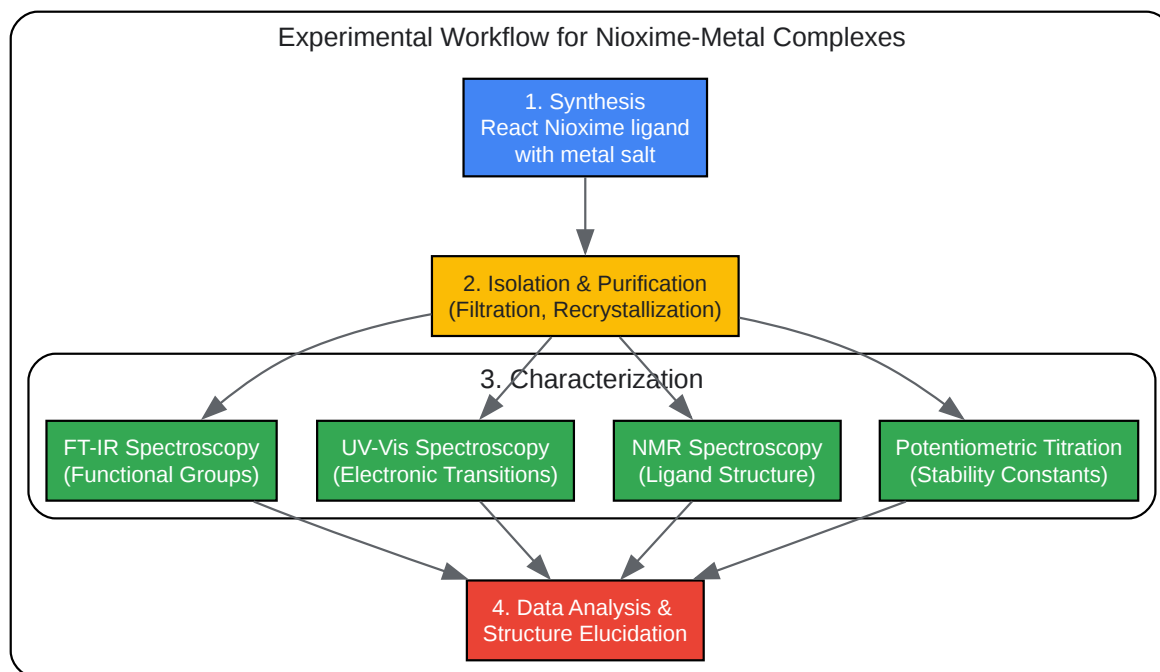 Experimental Workflow for Nioxime-Metal Complexes
1. Synthesis
React Nioxime ligand
with metal salt
2. Isolation & Purification
(Filtration, Recrystallization)
3. Characterization
FT-IR Spectroscopy
(Functional Groups)
UV-Vis Spectroscopy
(Electronic Transitions)
NMR Spectroscopy
(Ligand Structure)
Potentiometric Titration
(Stability Constants)
4. Data Analysis &
Structure Elucidation